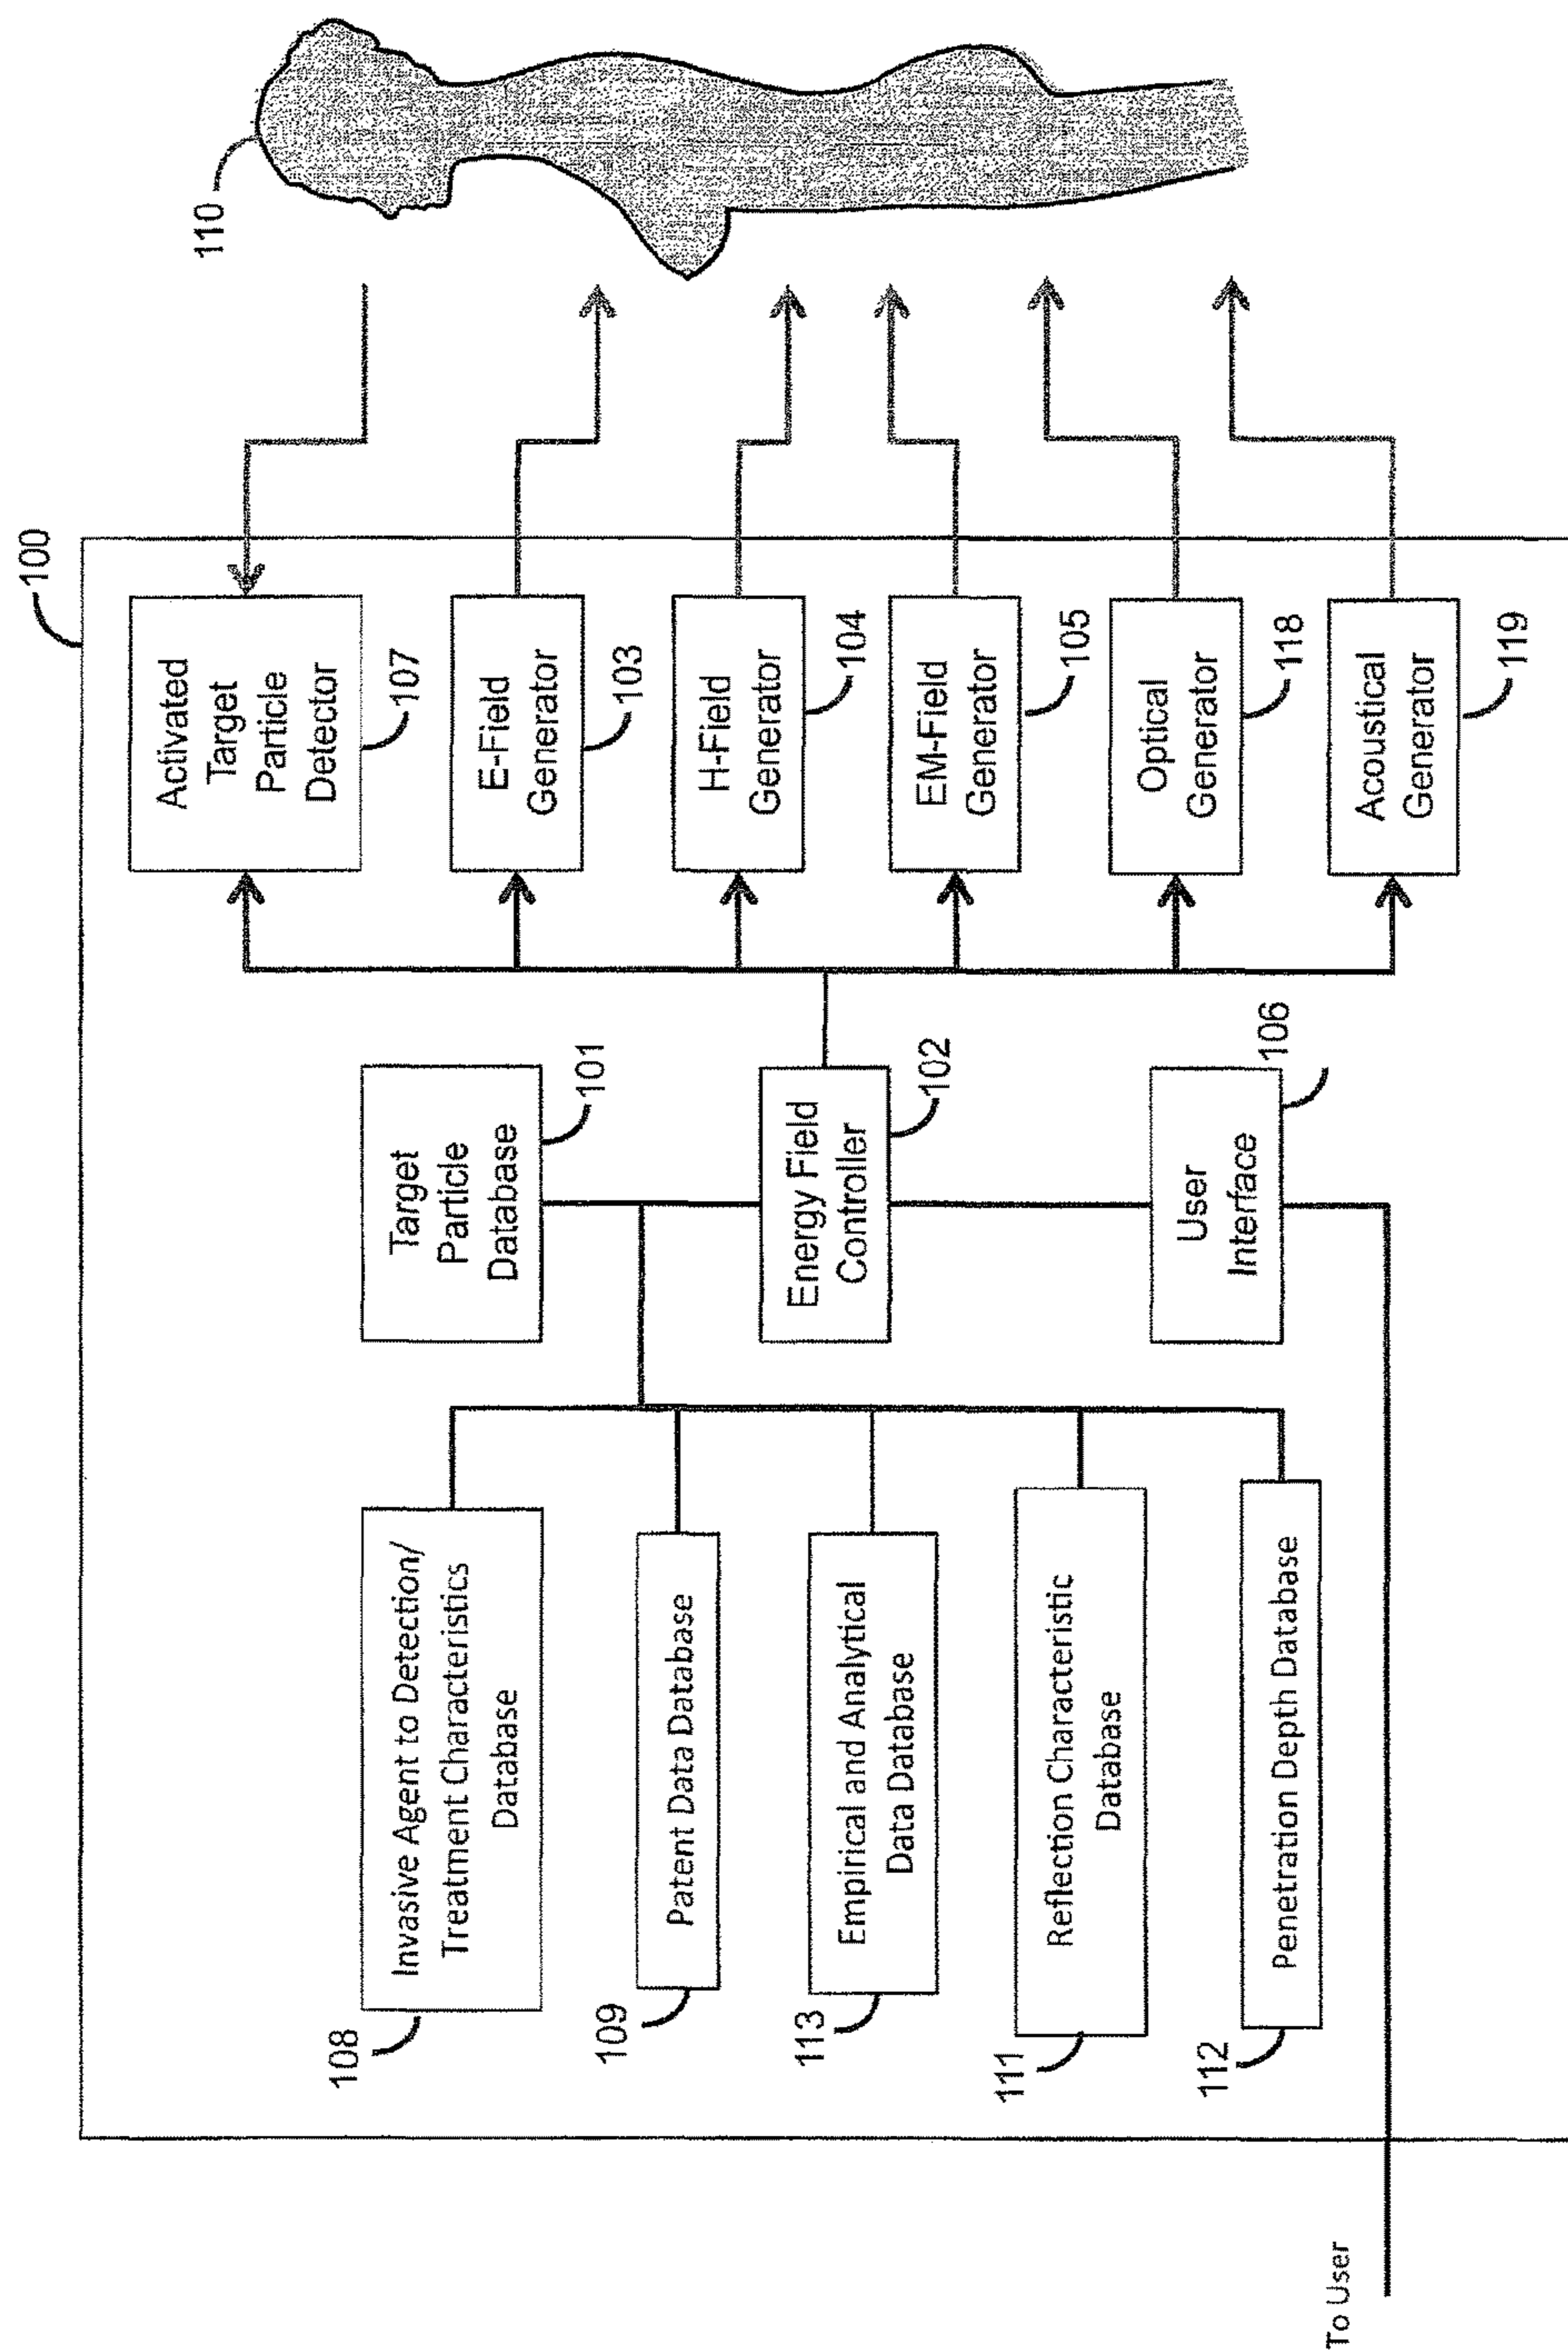 100
110
Invasive Agent to Detection/
Treatment Characteristics
Database
108
Patent Data Database
109
Empirical and Analytical
Data Database
113
Reflection Characteristic
Database
111
Penetration Depth Database
112
Target
Particle
Database
101
Energy Field
Controller
102
User
Interface
106
Activated
Target
Particle
Detector
107
E-Field
Generator
103
H-Field
Generator
104
EM-Field
Generator
105
Optical
Generator
118
Acoustical
Generator
119
To User